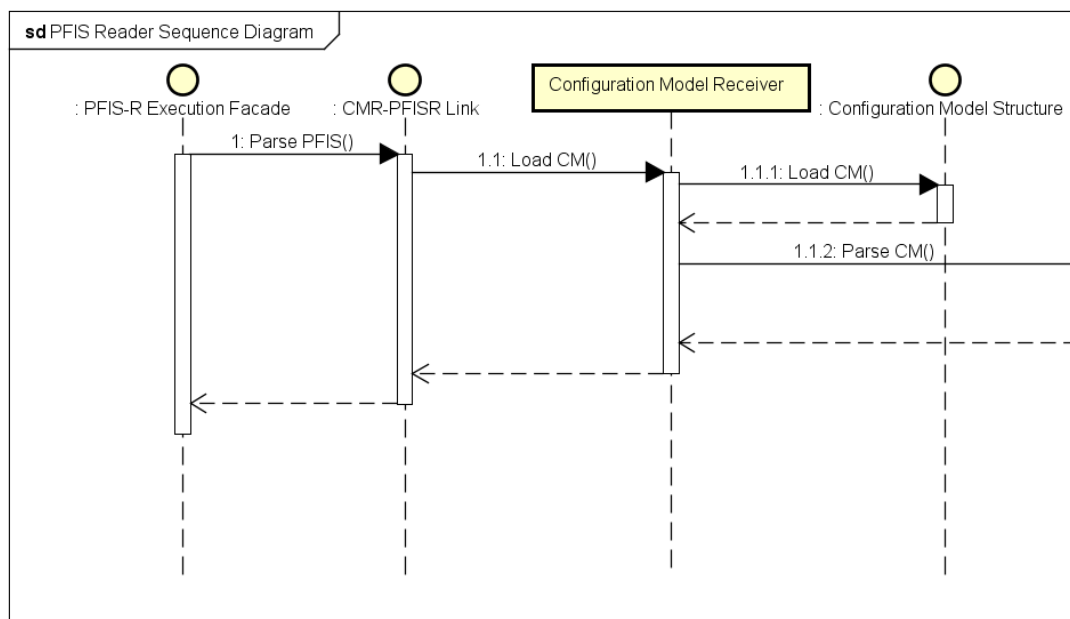 sd PFIS Reader Sequence Diagram
: PFIS-R Execution Facade
: CMR-PFISR Link
Configuration Model Receiver
: Configuration Model Structure
1: Parse PFIS()
1.1: Load CM()
1.1.1: Load CM()
1.1.2: Parse CM()